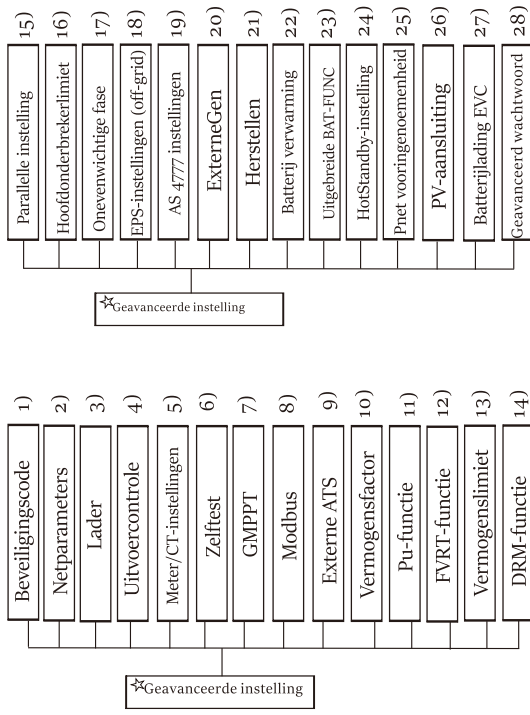 ☆Geavanceerde instelling
Beveiligingscode 1)
Netparameters 2)
Lader 3)
Uitvoercontrole 4)
Meter/CT-instellingen 5)
Zelftest 6)
GMPPT 7)
Modbus 8)
Externe ATS 9)
Vermogensfactor 10)
Pu-functie 11)
FVRT-functie 12)
Vermogenslimiet 13)
DRM-functie 14)
☆Geavanceerde instelling
Parallelle instelling 15)
Hoofdonderbrekerlimiet 16)
Onevenwichtige fase 17)
EPS-instellingen (off-grid) 18)
AS 4777 instellingen 19)
ExterneGen 20)
Herstellen 21)
Batterij verwarming 22)
Uitgebreide BAT-FUNC 23)
HotStandby-instelling 24)
Pnet vooringenoemenheid 25)
PV-aansluiting 26)
Batterijlading EVC 27)
Geavanceerd wachtwoord 28)